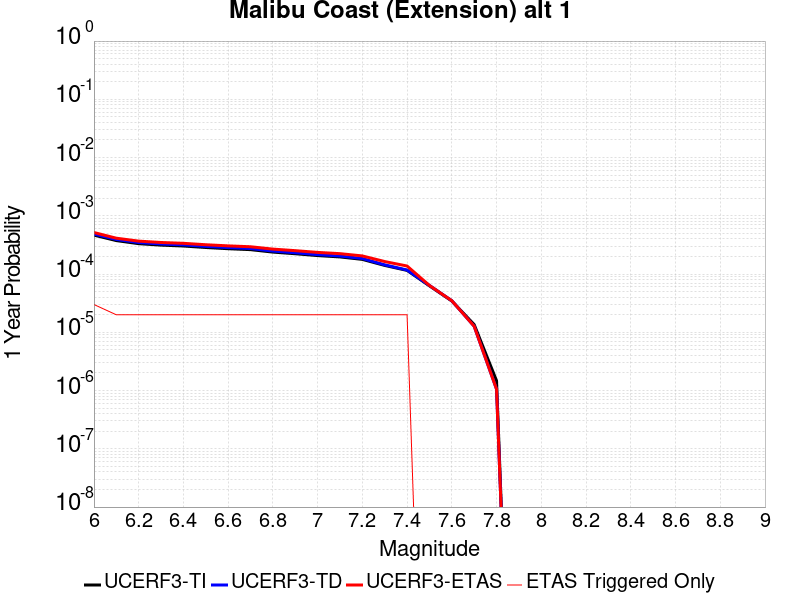 Malibu Coast (Extension) alt 1
10^0
10^-1
10^-2
10^-3
10^-4
10^-5
10^-6
10^-7
10^-8
1 Year Probability
6 6.2 6.4 6.6 6.8 7 7.2 7.4 7.6 7.8 8 8.2 8.4 8.6 8.8 9
Magnitude
UCERF3-TI UCERF3-TD UCERF3-ETAS ETAS Triggered Only